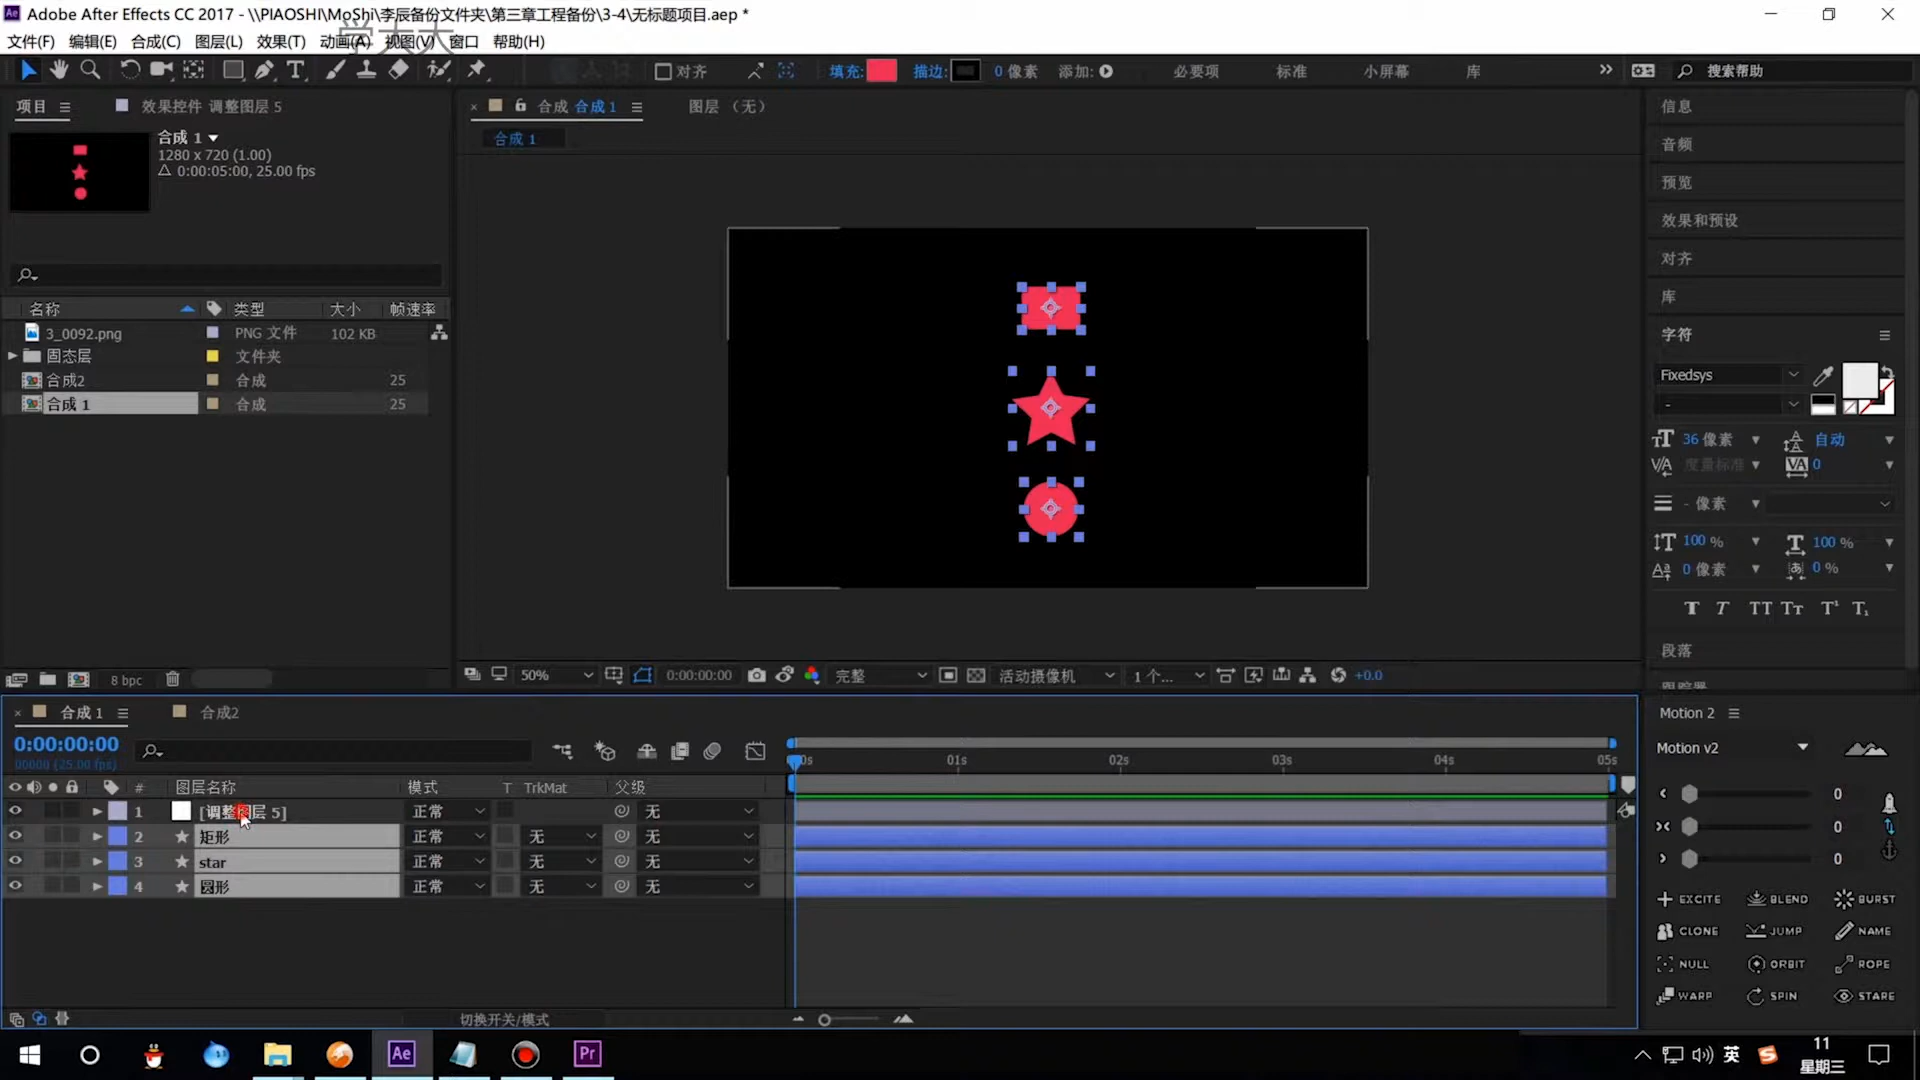 Adobe After Effects CC 2017 - \\PIAOSHI\MoShi\李辰备份文件夹\第三章工程备份\3-4\无标题项目.aep *
文件(F) 编辑(E) 合成(C) 图层(L) 效果(T) 动画(A) 视图(V) 窗口 帮助(H)
对齐 填充: 描边: 0 像素 添加: 必要项 标准 小屏幕 库 搜索帮助
项目 效果控件 调整图层 5
合成 合成 1 图层 (无)
合成 1
合成 1
1280 x 720 (1.00)
Δ 0:00:05:00, 25.00 fps
名称 类型 大小 帧速率
3_0092.png PNG 文件 102 KB
固态层 文件夹
合成2 合成 25
合成 1 合成 25
8 bpc
50% 0:00:00:00 完整 活动摄像机 1 个... +0.0
信息
音频
预览
效果和预设
对齐
库
字符
Fixedsys
-
36 像素 自动
度量标准 0
- 像素
100 % 100 %
0 像素 0 %
T T TT Tt T¹ T₁
段落
合成 1 合成2
0:00:00:00
00000 (25.00 fps)
# 图层名称 模式 T TrkMat 父级
1 [调整图层 5] 正常 无
2 矩形 正常 无 无
3 star 正常 无 无
4 圆形 正常 无 无
0s 01s 02s 03s 04s 05s
切换开关/模式
Motion 2
Motion v2
0
0
0
EXCITE BLEND BURST
CLONE JUMP NAME
NULL ORBIT ROPE
WARP SPIN STARE
Ae Pr
英
11
星期三